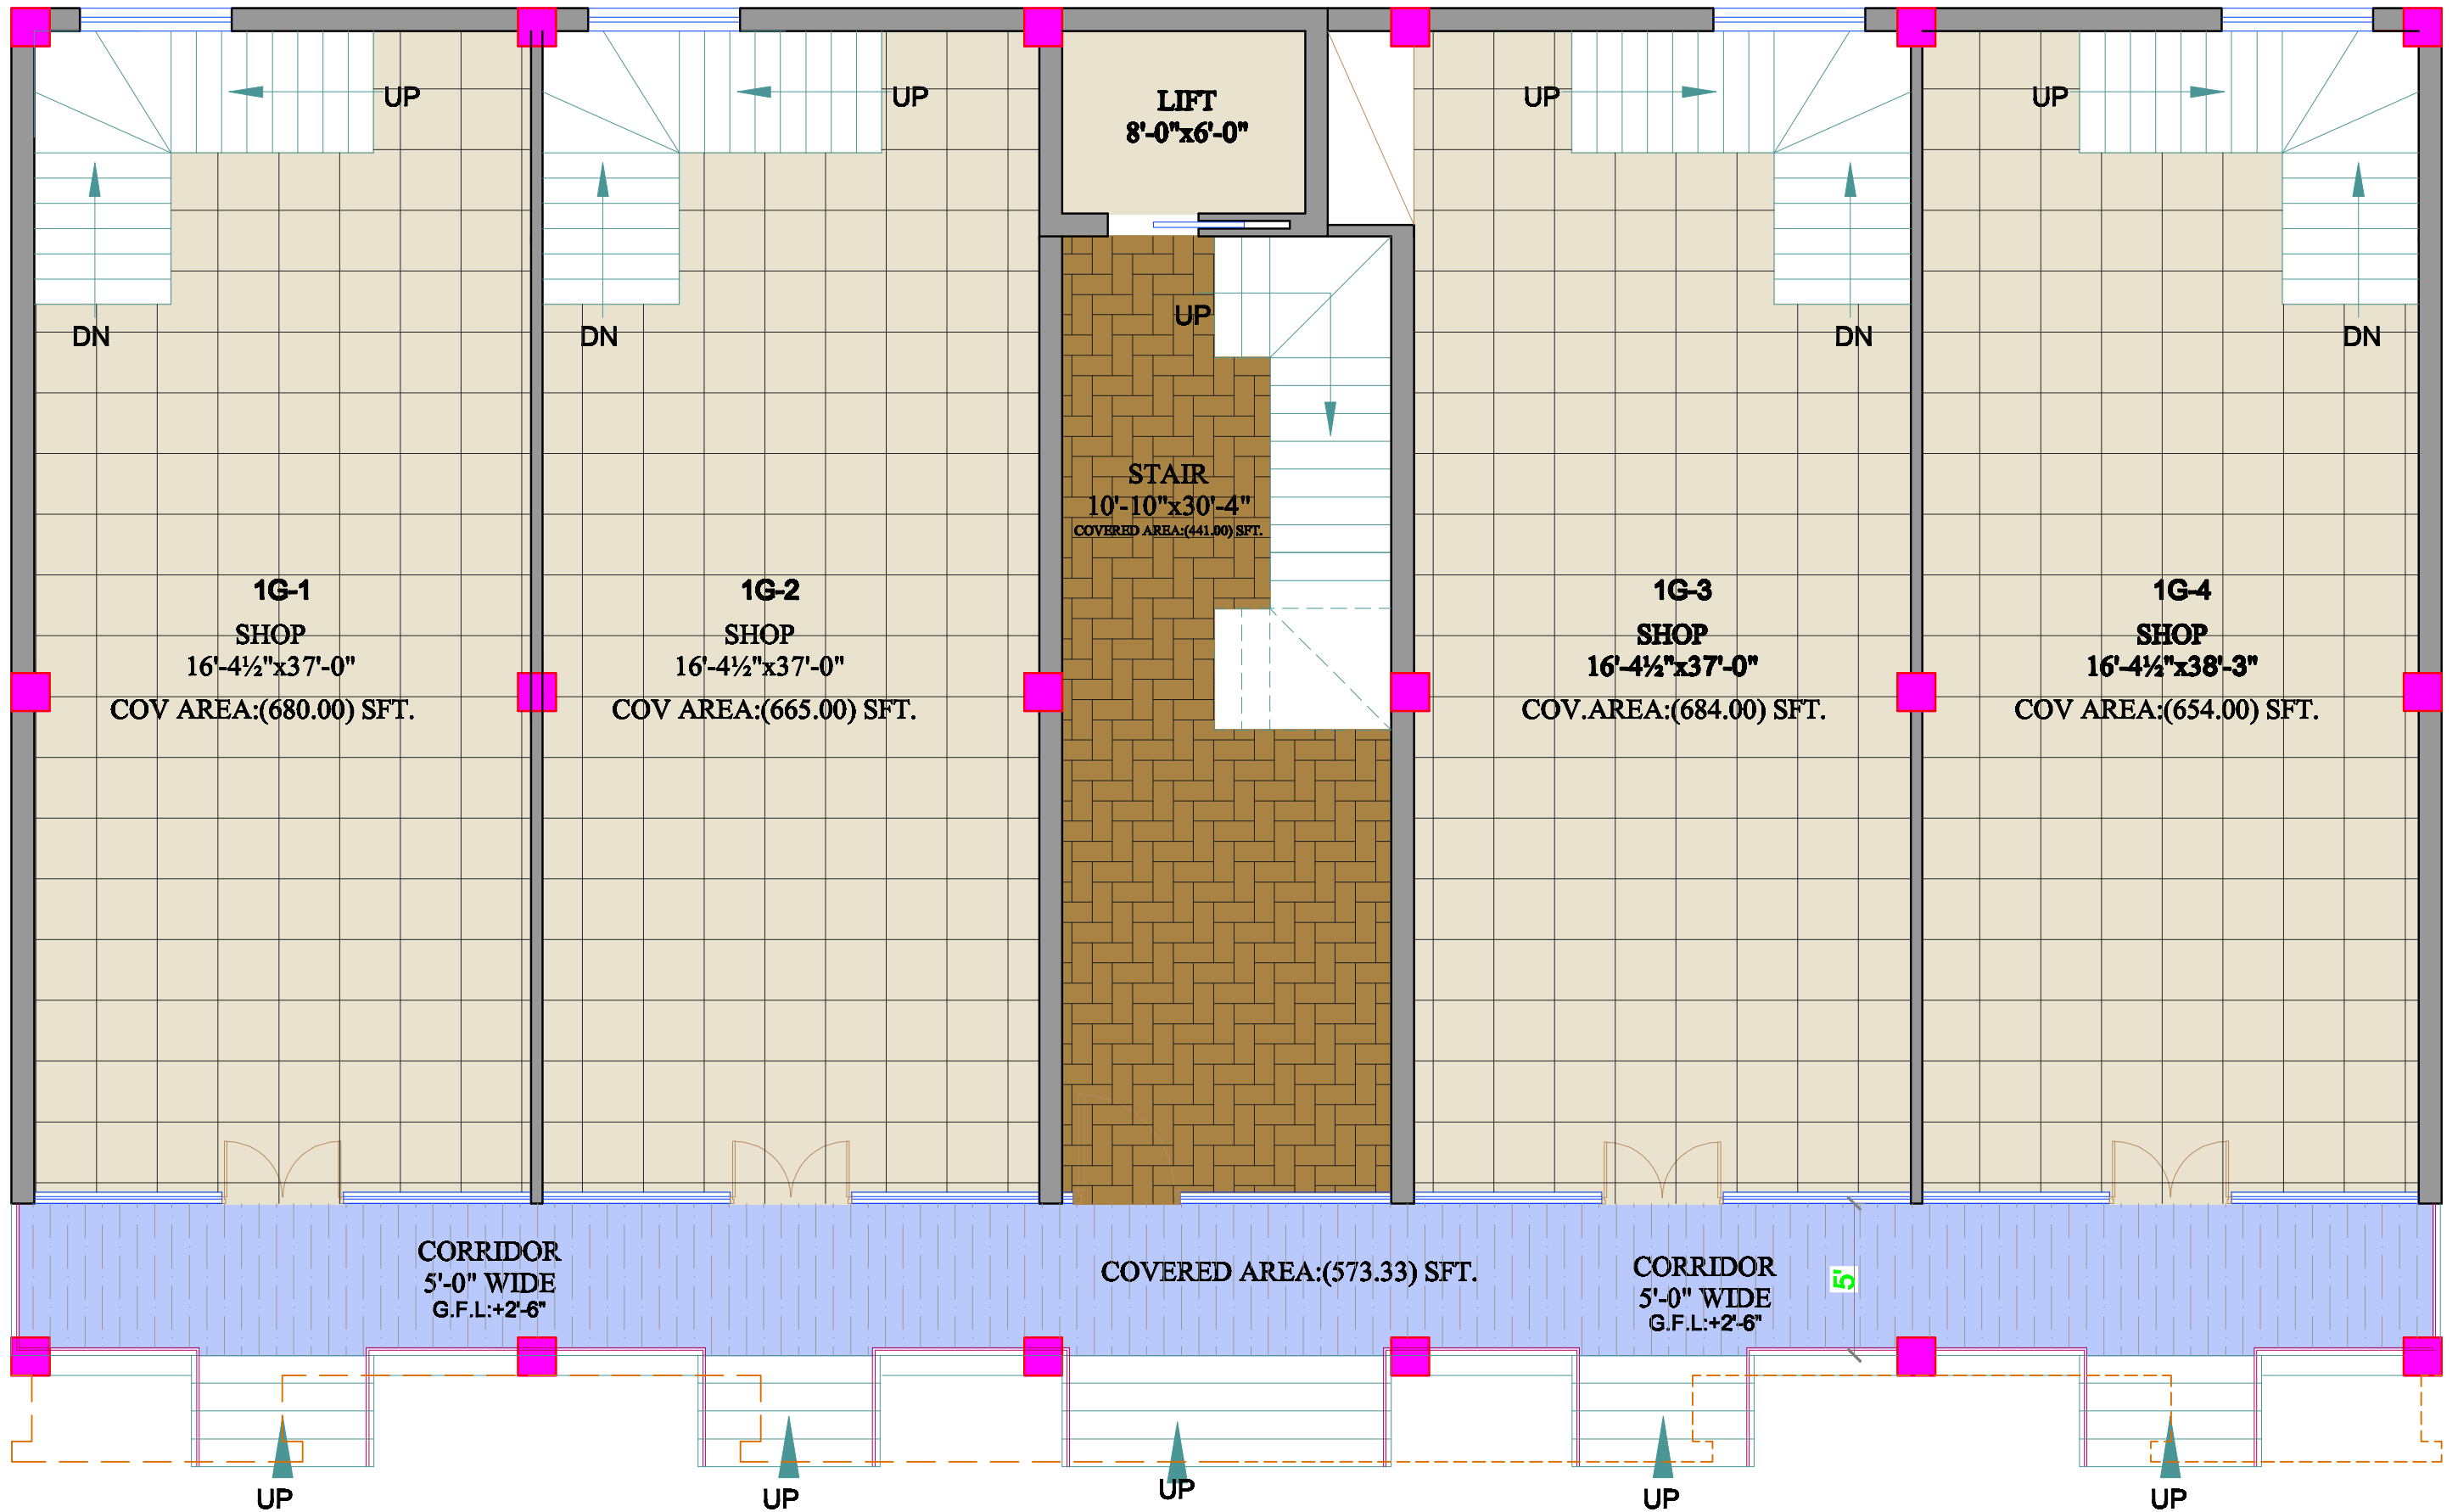 UP
UP
LIFT
8'-0"x6'-0"
UP
UP
DN
DN
UP
DN
DN
STAIR
10'-10"x30'-4"
COVERED AREA:(441.00) SFT.
1G-1
SHOP
16'-4½"x37'-0"
COV AREA:(680.00) SFT.
1G-2
SHOP
16'-4½"x37'-0"
COV AREA:(665.00) SFT.
1G-3
SHOP
16'-4½"x37'-0"
COV.AREA:(684.00) SFT.
1G-4
SHOP
16'-4½"x38'-3"
COV AREA:(654.00) SFT.
CORRIDOR
5'-0" WIDE
G.F.L:+2'-6"
COVERED AREA:(573.33) SFT.
CORRIDOR
5'-0" WIDE
G.F.L:+2'-6"
5'
UP
UP
UP
UP
UP